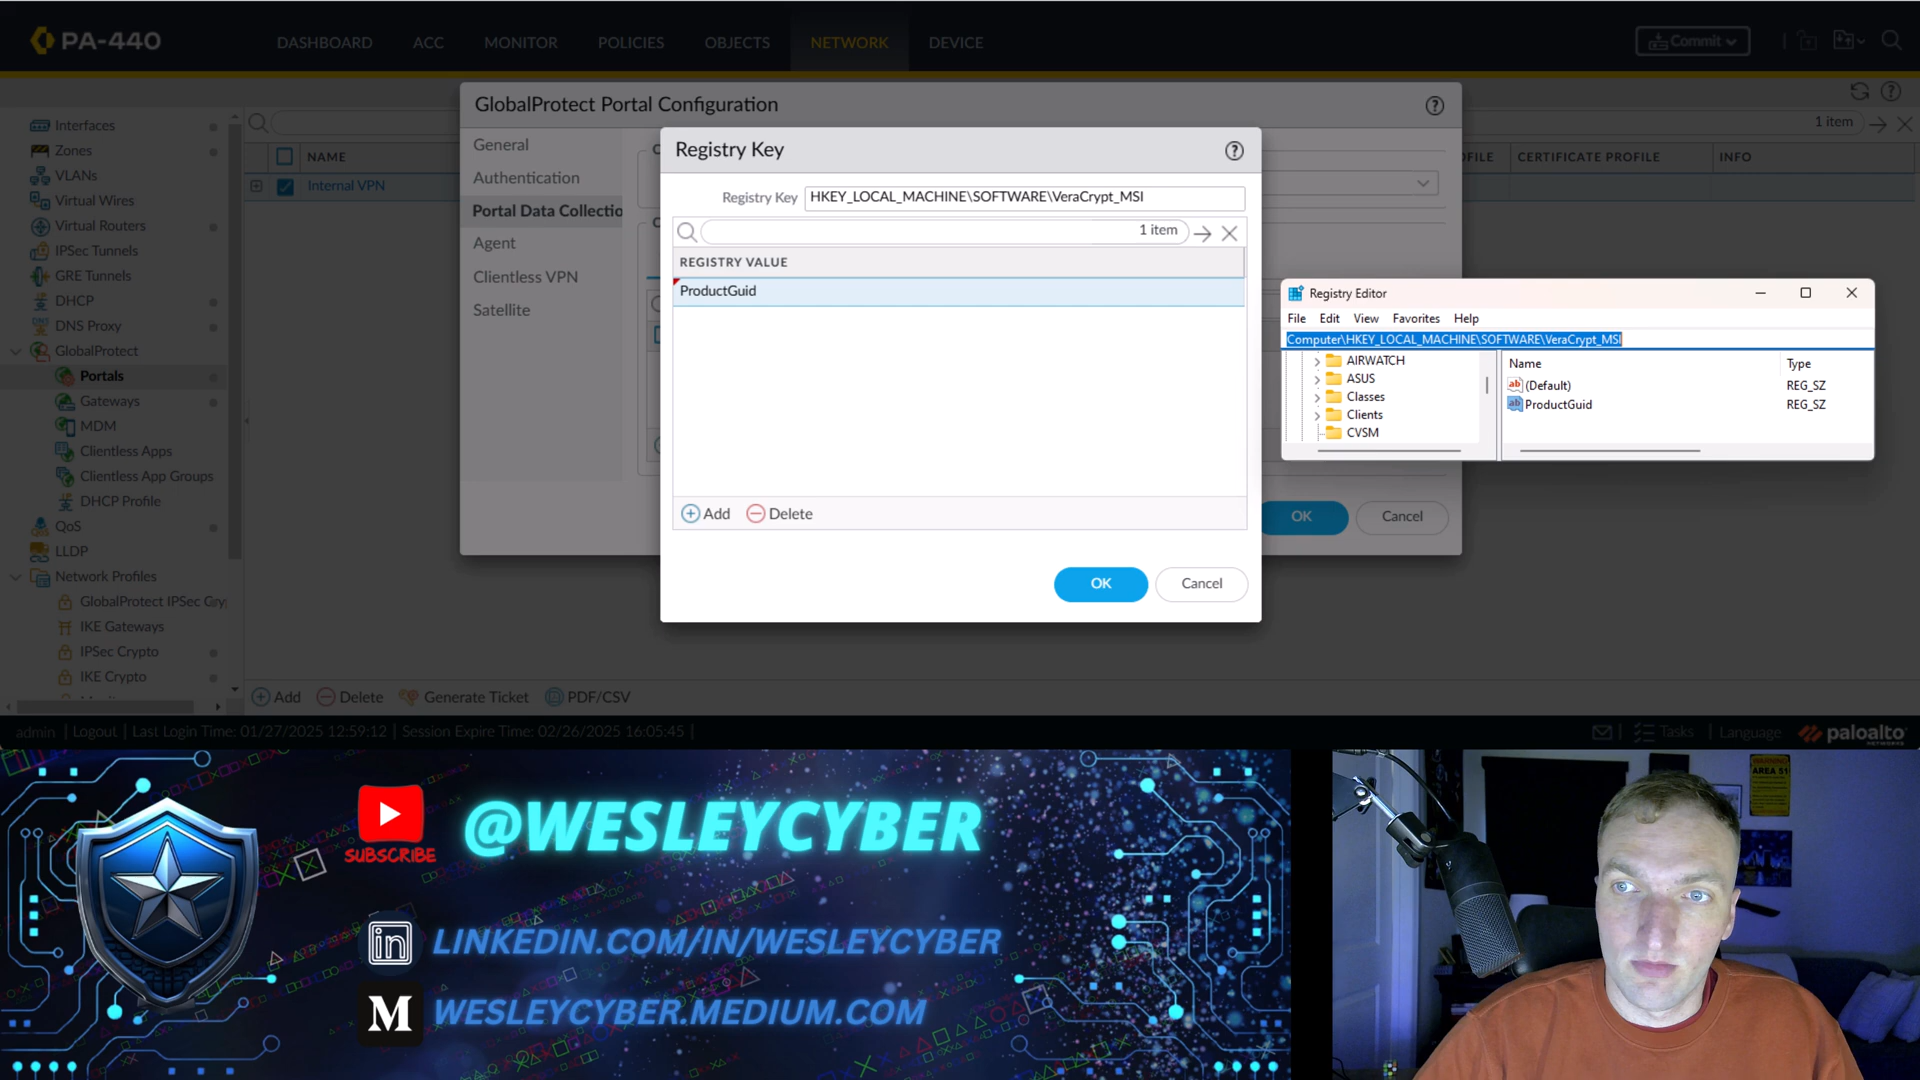 PA-440
DASHBOARD
ACC
MONITOR
POLICIES
OBJECTS
NETWORK
DEVICE
Commit
Interfaces
Zones
VLANs
Virtual Wires
Virtual Routers
IPSec Tunnels
GRE Tunnels
DHCP
DNS Proxy
GlobalProtect
Portals
Gateways
MDM
Clientless Apps
Clientless App Groups
DHCP Profile
QoS
LLDP
Network Profiles
GlobalProtect IPSec Cry
IKE Gateways
IPSec Crypto
IKE Crypto
1 item
NAME
OFILE
CERTIFICATE PROFILE
INFO
Internal VPN
GlobalProtect Portal Configuration
General
Authentication
Portal Data Collectio
Agent
Clientless VPN
Satellite
OK
Cancel
Registry Key
Registry Key
HKEY_LOCAL_MACHINE\SOFTWARE\VeraCrypt_MSI
1 item
REGISTRY VALUE
ProductGuid
Add
Delete
OK
Cancel
Registry Editor
File Edit View Favorites Help
Computer\HKEY_LOCAL_MACHINE\SOFTWARE\VeraCrypt_MSI
AIRWATCH
ASUS
Classes
Clients
CVSM
Name
Type
(Default)
REG_SZ
ProductGuid
REG_SZ
Add
Delete
Generate Ticket
PDF/CSV
admin | Logout | Last Login Time: 01/27/2025 12:59:12 | Session Expire Time: 02/26/2025 16:05:45 |
Tasks | Language
paloalto
NETWORKS
SUBSCRIBE
@WESLEYCYBER
in
LINKEDIN.COM/IN/WESLEYCYBER
M
WESLEYCYBER.MEDIUM.COM
WARNING
AREA 51